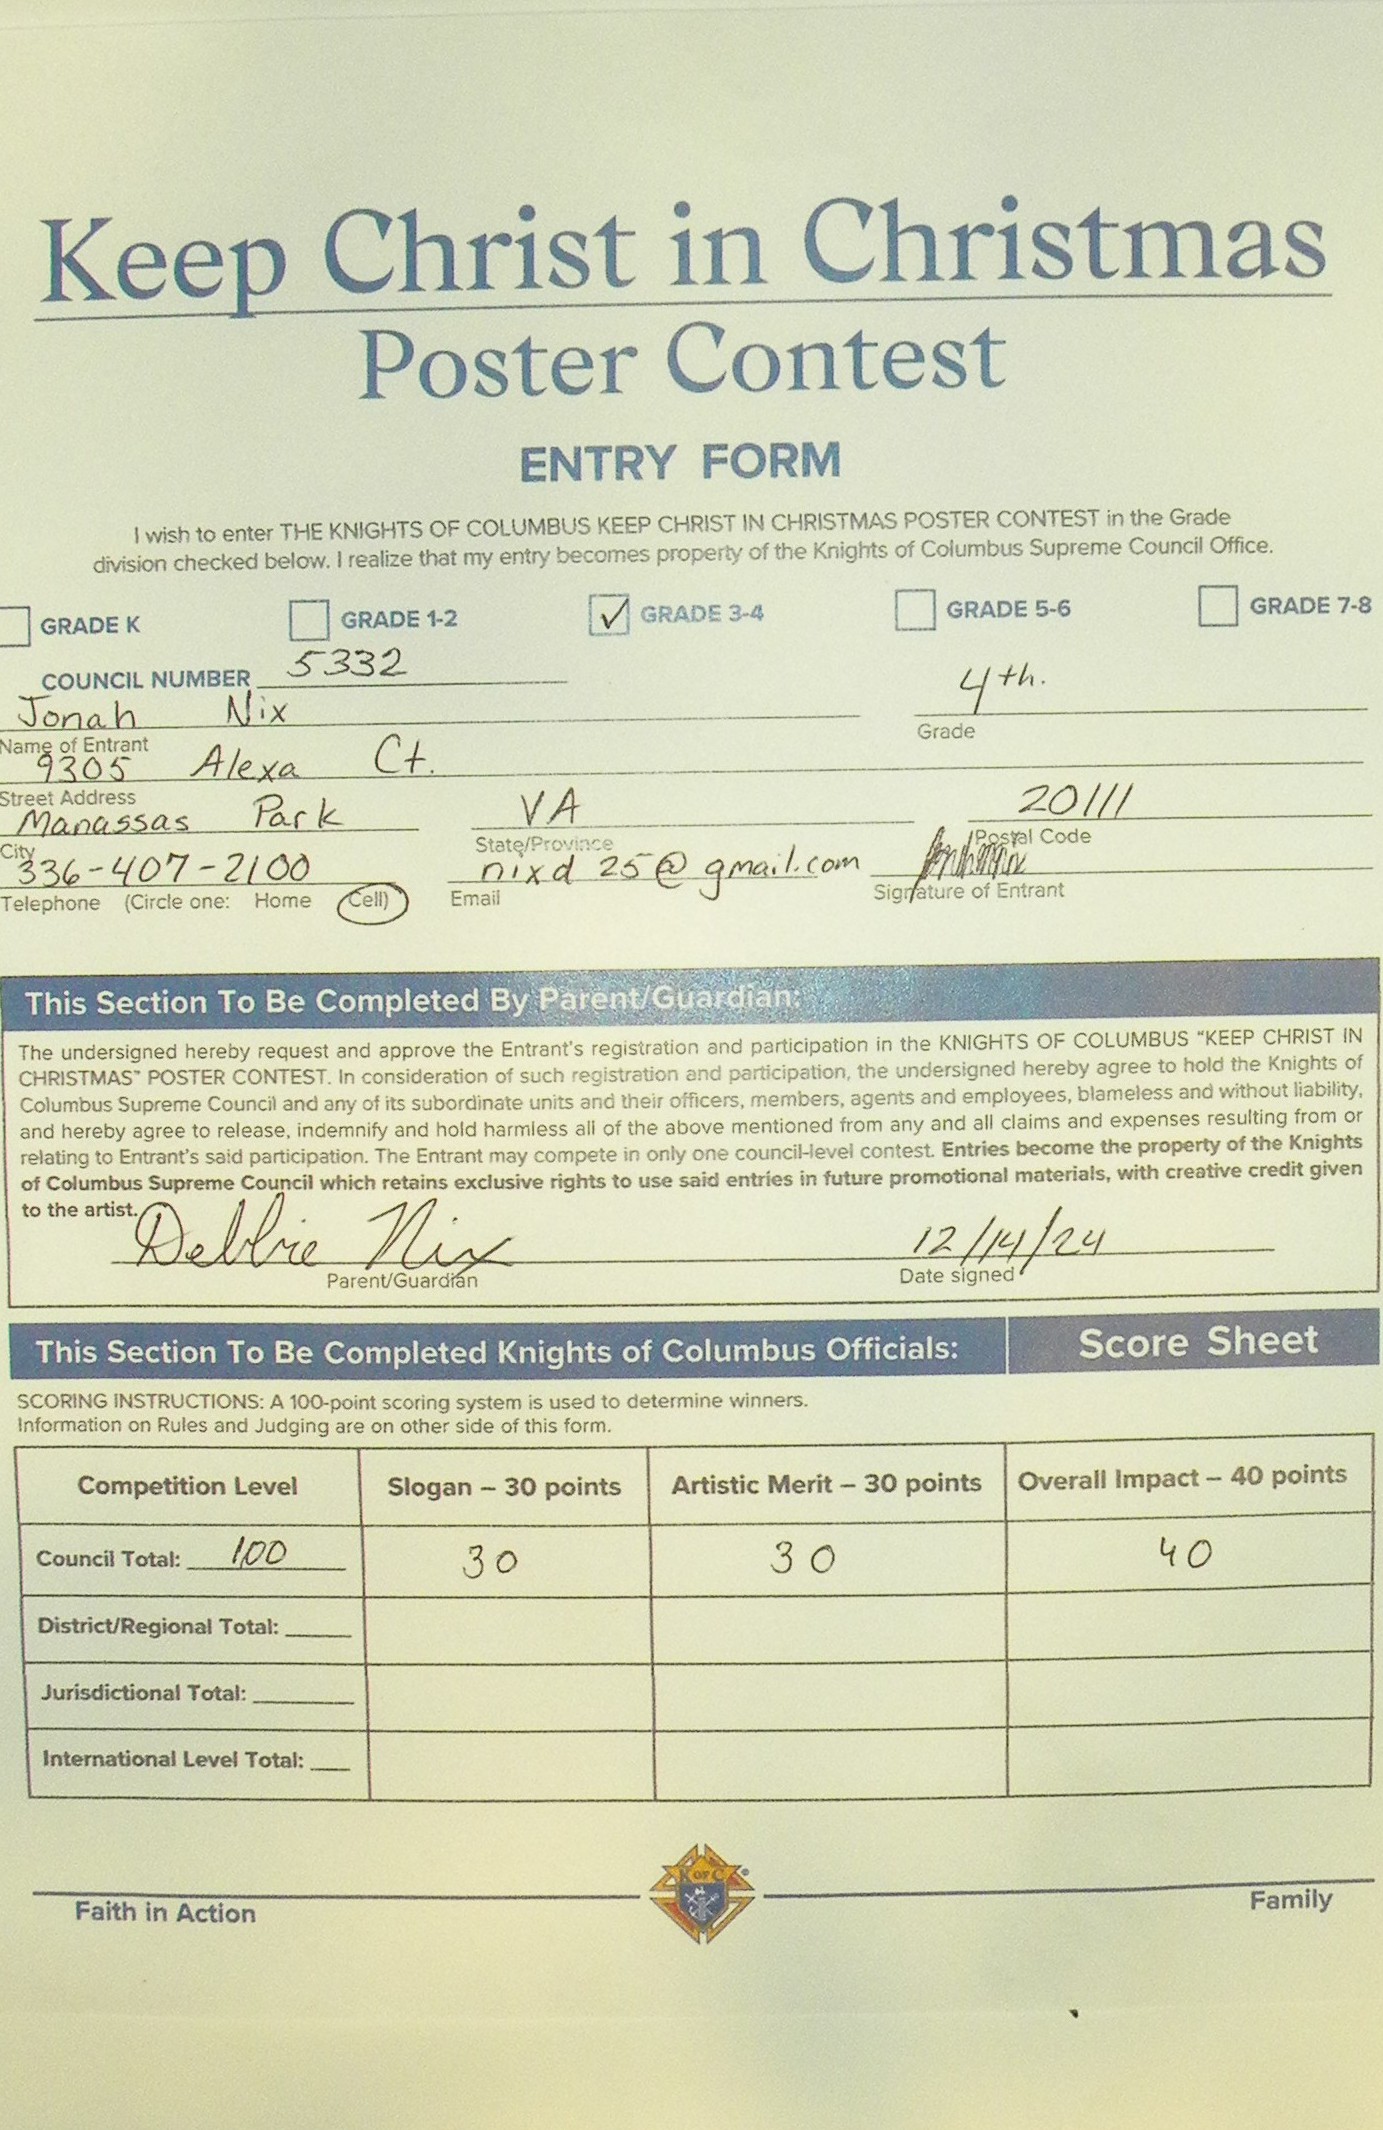 Keep Christ in Christmas
Poster Contest
ENTRY FORM
I wish to enter THE KNIGHTS OF COLUMBUS KEEP CHRIST IN CHRISTMAS POSTER CONTEST in the Grade
division checked below. I realize that my entry becomes property of the Knights of Columbus Supreme Council Office.
GRADE K GRADE 1-2 ✓ GRADE 3-4 GRADE 5-6 GRADE 7-8
COUNCIL NUMBER 5332
Jonah Nix 4th.
Name of Entrant Grade
9305 Alexa Ct.
Street Address
Manassas Park VA 20111
City State/Province Postal Code
336-407-2100 nixd25@gmail.com
Telephone (Circle one: Home Cell) Email Signature of Entrant
This Section To Be Completed By Parent/Guardian:
The undersigned hereby request and approve the Entrant's registration and participation in the KNIGHTS OF COLUMBUS "KEEP CHRIST IN
CHRISTMAS" POSTER CONTEST. In consideration of such registration and participation, the undersigned hereby agree to hold the Knights of
Columbus Supreme Council and any of its subordinate units and their officers, members, agents and employees, blameless and without liability,
and hereby agree to release, indemnify and hold harmless all of the above mentioned from any and all claims and expenses resulting from or
relating to Entrant's said participation. The Entrant may compete in only one council-level contest. Entries become the property of the Knights
of Columbus Supreme Council which retains exclusive rights to use said entries in future promotional materials, with creative credit given
to the artist.
Debbie Nix 12/14/24
Parent/Guardian Date signed
This Section To Be Completed Knights of Columbus Officials: Score Sheet
SCORING INSTRUCTIONS: A 100-point scoring system is used to determine winners.
Information on Rules and Judging are on other side of this form.
Competition Level Slogan – 30 points Artistic Merit – 30 points Overall Impact – 40 points
Council Total: 100 30 30 40
District/Regional Total:
Jurisdictional Total:
International Level Total:
K OF C ®
Faith in Action Family